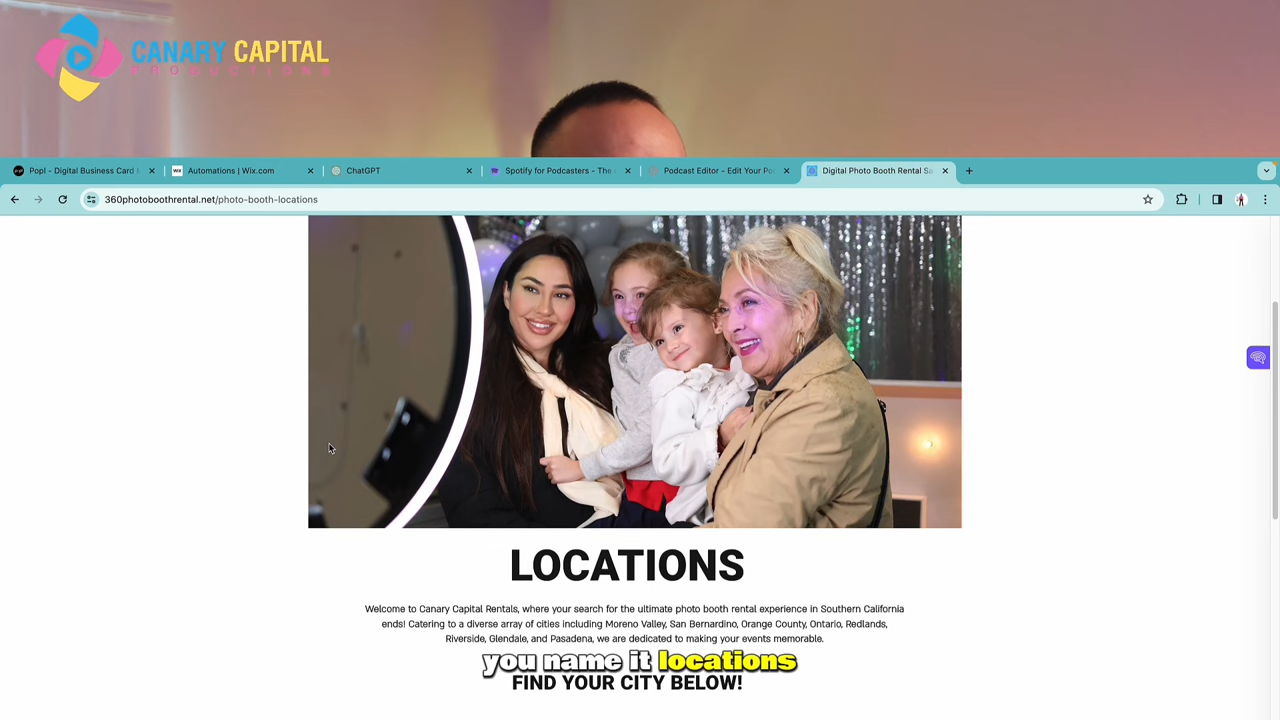 CANARY CAPITAL
PRODUCTIONS
Popl - Digital Business Card
WiX
Automations | Wix.com
ChatGPT
Spotify for Podcasters - The
Podcast Editor - Edit Your Po
Digital Photo Booth Rental Sa
360photoboothrental.net/photo-booth-locations
LOCATIONS
Welcome to Canary Capital Rentals, where your search for the ultimate photo booth rental experience in Southern California
ends! Catering to a diverse array of cities including Moreno Valley, San Bernardino, Orange County, Ontario, Redlands,
Riverside, Glendale, and Pasadena, we are dedicated to making your events memorable.
you name it locations
FIND YOUR CITY BELOW!